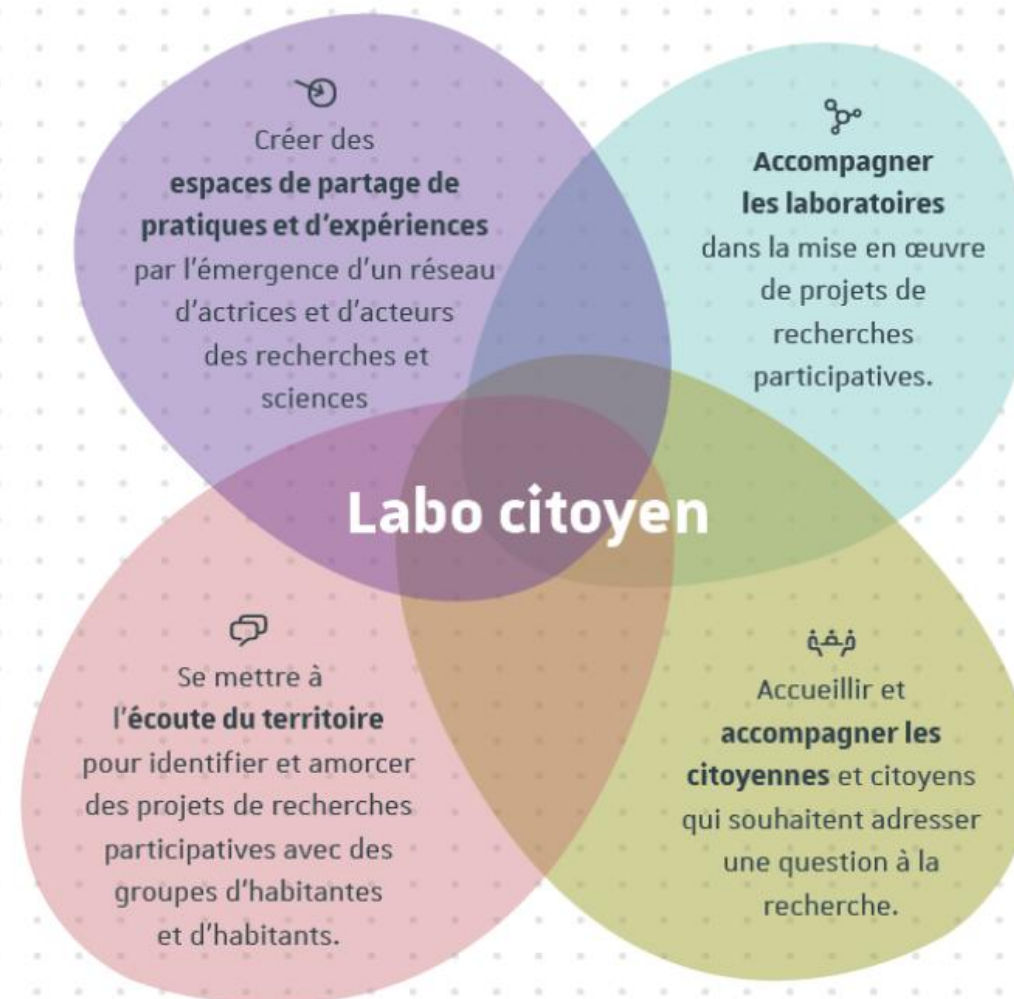 Créer des
espaces de partage de
pratiques et d'expériences
par l'émergence d'un réseau
d'actrices et d'acteurs
des recherches et
sciences
Accompagner
les laboratoires
dans la mise en œuvre
de projets de
recherches
participatives.
Labo citoyen
Se mettre à
l'écoute du territoire
pour identifier et amorcer
des projets de recherches
participatives avec des
groupes d'habitantes
et d'habitants.
Accueillir et
accompagner les
citoyennes et citoyens
qui souhaitent adresser
une question à la
recherche.